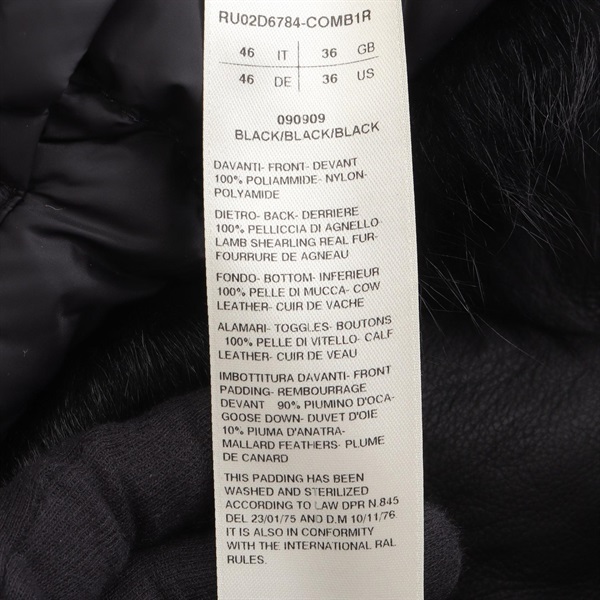 RU02D6784-COMB1R
46 IT 36 GB
46 DE 36 US
090909
BLACK/BLACK/BLACK
DAVANTI- FRONT- DEVANT
100% POLIAMMIDE- NYLON-
POLYAMIDE
DIETRO- BACK- DERRIERE
100% PELLICCIA DI AGNELLO-
LAMB SHEARLING REAL FUR-
FOURRURE DE AGNEAU
FONDO- BOTTOM- INFERIEUR
100% PELLE DI MUCCA- COW
LEATHER- CUIR DE VACHE
ALAMARI- TOGGLES- BOUTONS
100% PELLE DI VITELLO- CALF
LEATHER- CUIR DE VEAU
IMBOTTITURA DAVANTI- FRONT
PADDING- REMBOURRAGE
DEVANT 90% PIUMINO D'OCA-
GOOSE DOWN- DUVET D'OIE
10% PIUMA D'ANATRA-
MALLARD FEATHERS- PLUME
DE CANARD
THIS PADDING HAS BEEN
WASHED AND STERILIZED
ACCORDING TO LAW DPR N.845
DEL 23/01/75 AND D.M 10/11/76
IT IS ALSO IN CONFORMITY
WITH THE INTERNATIONAL RAL
RULES.